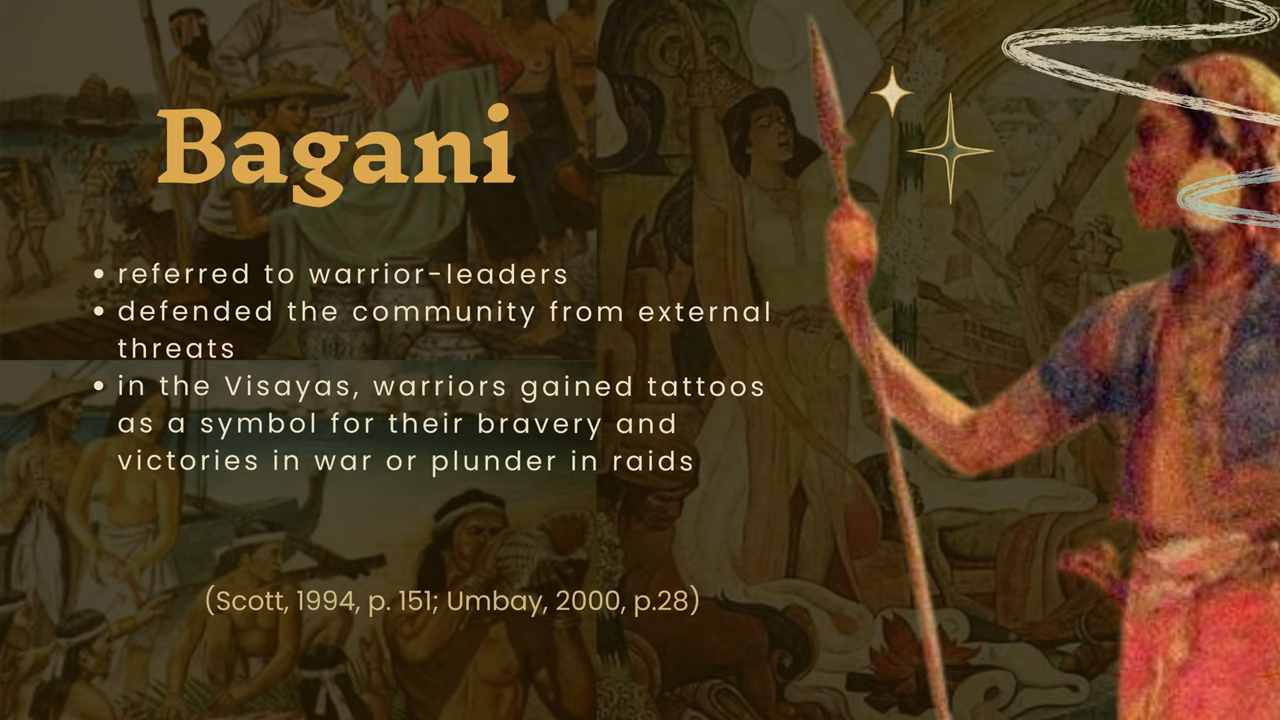 Bagani
• referred to warrior-leaders
• defended the community from external
threats
• in the Visayas, warriors gained tattoos
as a symbol for their bravery and
victories in war or plunder in raids
(Scott, 1994, p. 151; Umbay, 2000, p.28)